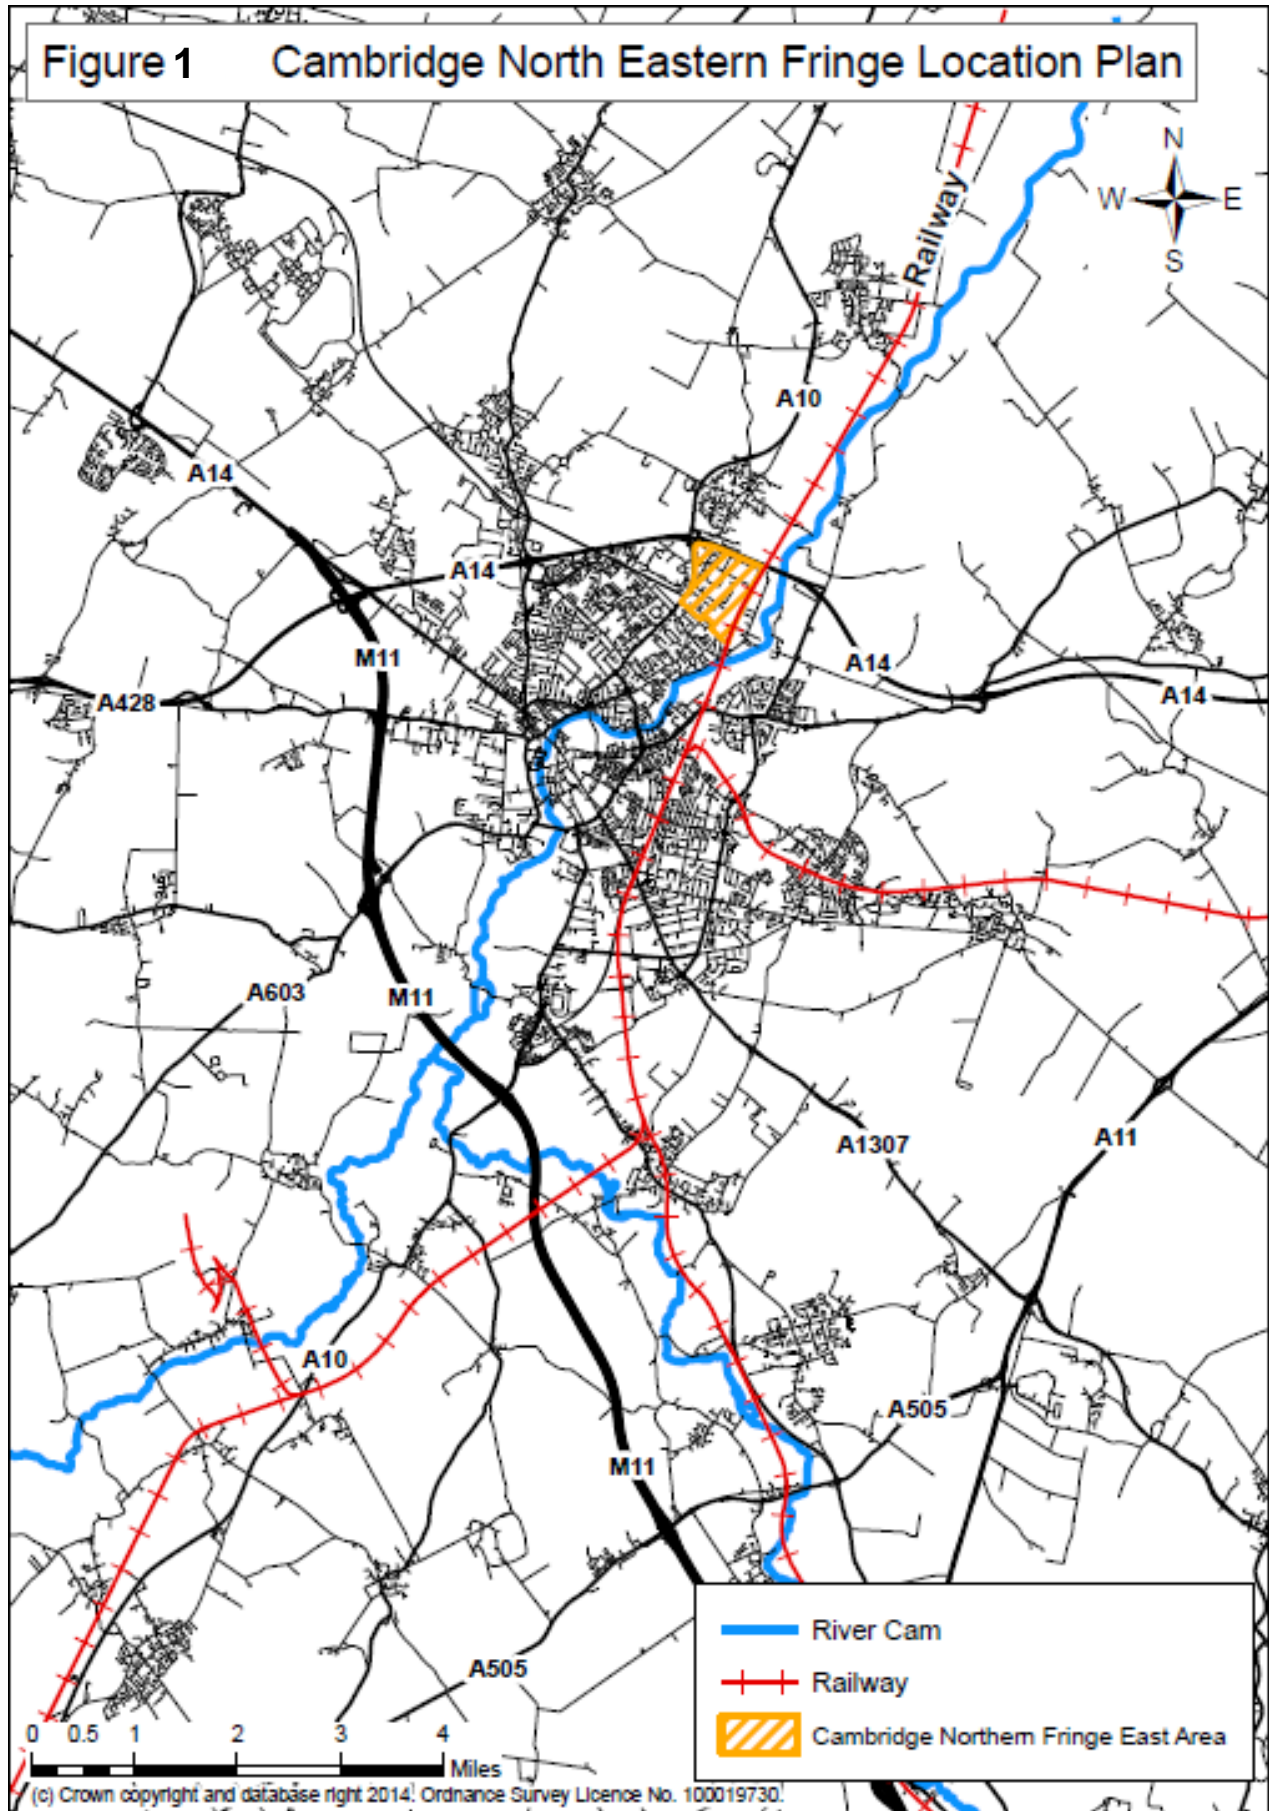 Figure 1 Cambridge North Eastern Fringe Location Plan
N
W E
S
Railway
A10
A14
A14
M11
A14
A428
A14
A603
M11
A1307
A11
A10
A505
M11
A505
River Cam
Railway
Cambridge Northern Fringe East Area
0 0.5 1 2 3 4
Miles
(c) Crown copyright and database right 2014. Ordnance Survey Licence No. 100019730.